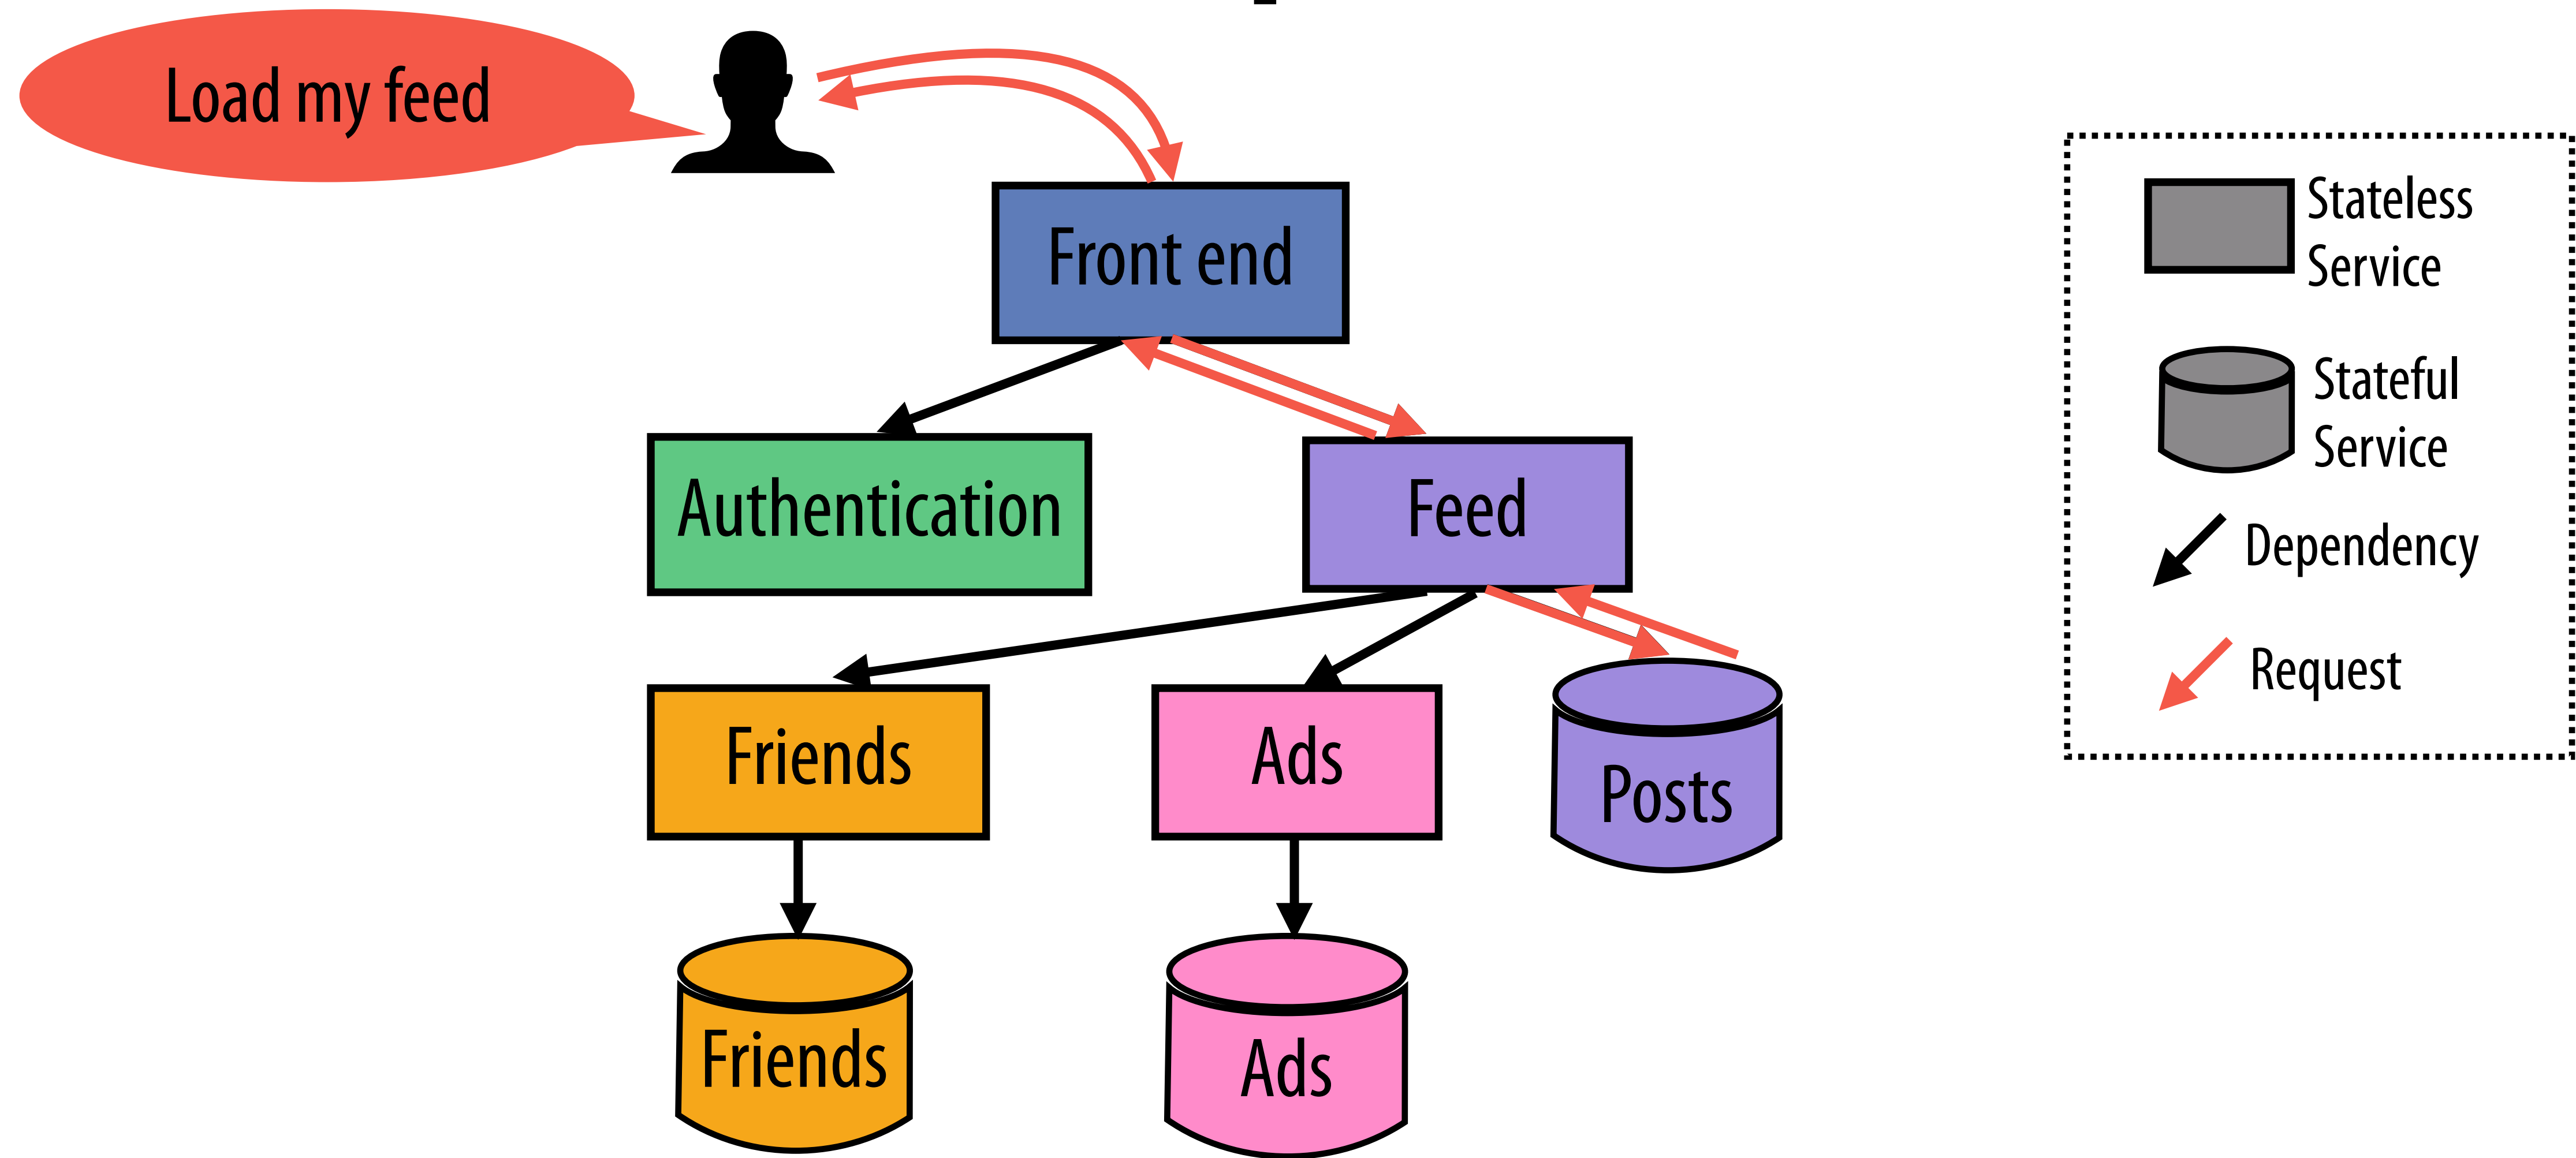 Load my feed
Front end
Authentication
Feed
Friends
Ads
Posts
Friends
Ads
Stateless
Service
Stateful
Service
Dependency
Request